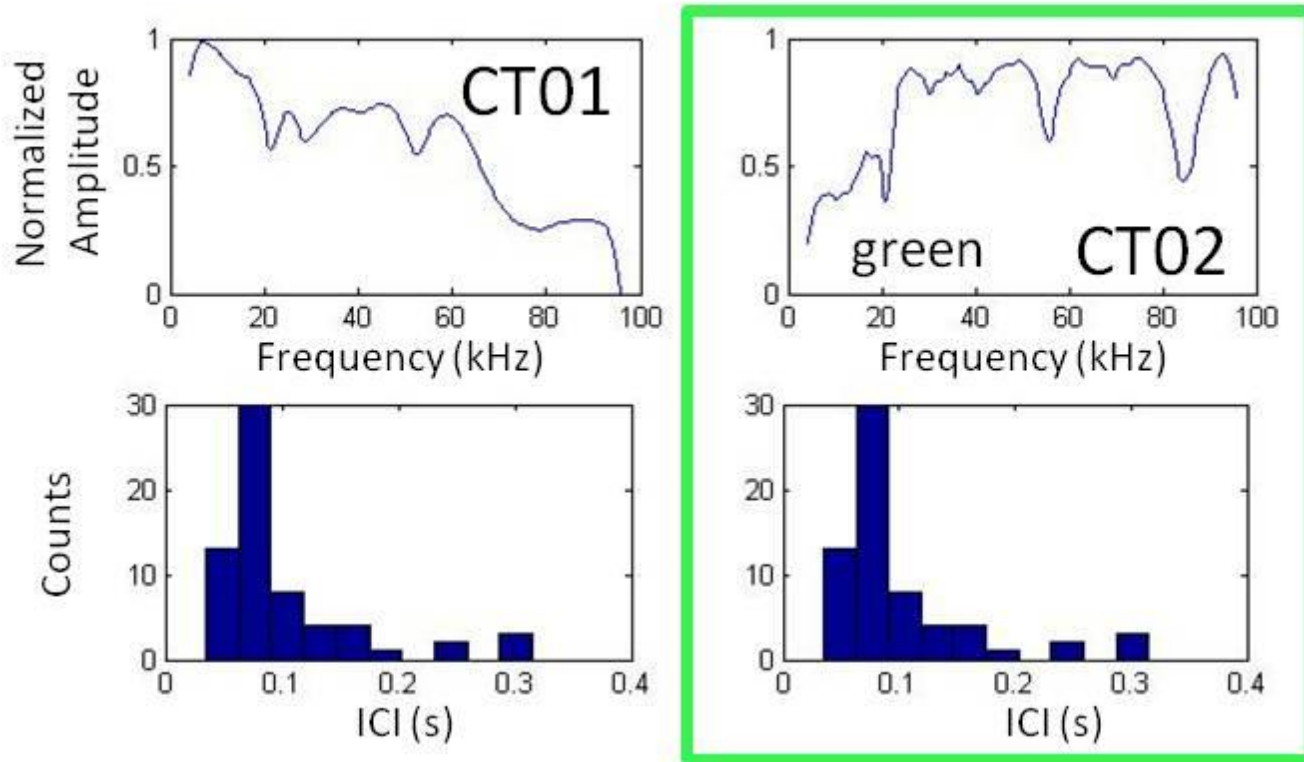 Normalized
Amplitude
1
0.5
0
CT01
0 20 40 60 80 100
Frequency (kHz)
1
0.5
0
green
CT02
0 20 40 60 80 100
Frequency (kHz)
Counts
30
20
10
0
0 0.1 0.2 0.3 0.4
ICI (s)
30
20
10
0
0 0.1 0.2 0.3 0.4
ICI (s)